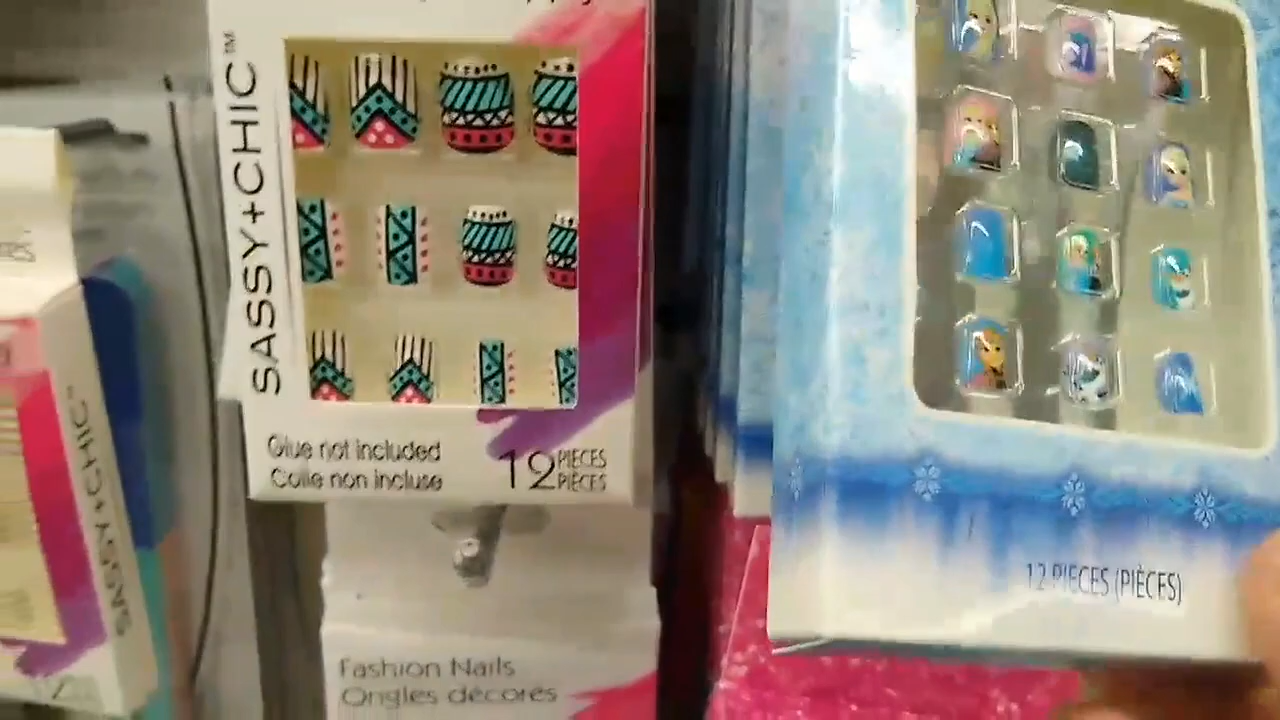 SASSY+CHIC™
Glue not included
Colle non incluse
12 PIECES
PIÈCES
Fashion Nails
Ongles décorés
12 PIECES (PIÈCES)
SASSY+CHIC™
12